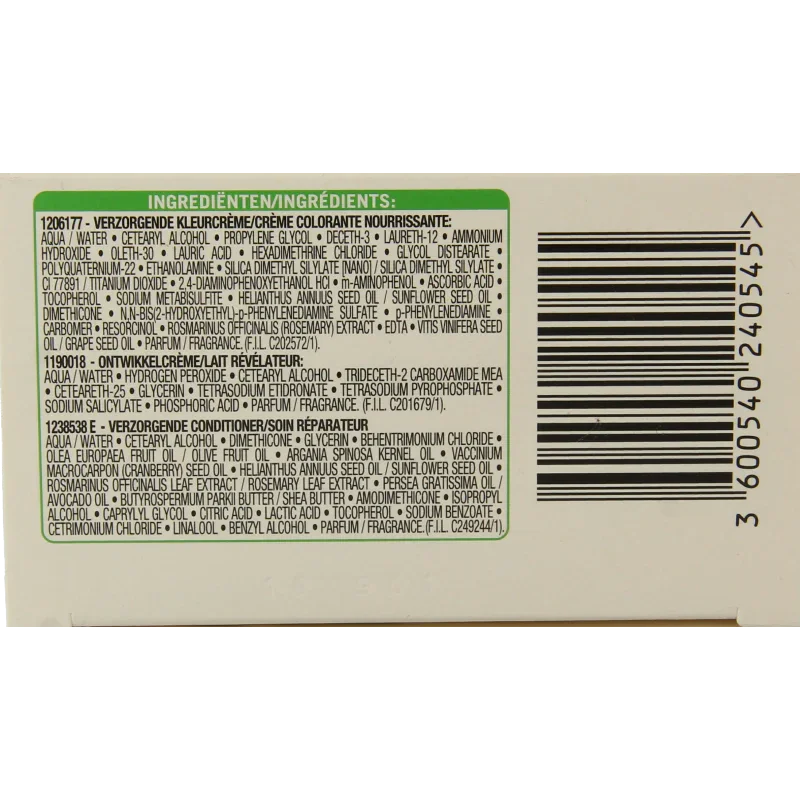 INGREDIËNTEN/INGRÉDIENTS:
1206177 - VERZORGENDE KLEURCRÈME/CRÈME COLORANTE NOURRISSANTE:
AQUA / WATER • CETEARYL ALCOHOL • PROPYLENE GLYCOL • DECETH-3 • LAURETH-12 • AMMONIUM
HYDROXIDE • OLETH-30 • LAURIC ACID • HEXADIMETHRINE CHLORIDE • GLYCOL DISTEARATE •
POLYQUATERNIUM-22 • ETHANOLAMINE • SILICA DIMETHYL SILYLATE [NANO] / SILICA DIMETHYL SILYLATE •
CI 77891 / TITANIUM DIOXIDE • 2,4-DIAMINOPHENOXYETHANOL HCl • m-AMINOPHENOL • ASCORBIC ACID •
TOCOPHEROL • SODIUM METABISULFITE • HELIANTHUS ANNUUS SEED OIL / SUNFLOWER SEED OIL •
DIMETHICONE • N,N-BIS(2-HYDROXYETHYL)-p-PHENYLENEDIAMINE SULFATE • p-PHENYLENEDIAMINE •
CARBOMER • RESORCINOL • ROSMARINUS OFFICINALIS (ROSEMARY) EXTRACT • EDTA • VITIS VINIFERA SEED
OIL / GRAPE SEED OIL • PARFUM / FRAGRANCE. (F.I.L. C202572/1).
1190018 - ONTWIKKELCRÈME/LAIT RÉVÉLATEUR:
AQUA / WATER • HYDROGEN PEROXIDE • CETEARYL ALCOHOL • TRIDECETH-2 CARBOXAMIDE MEA
• CETEARETH-25 • GLYCERIN • TETRASODIUM ETIDRONATE • TETRASODIUM PYROPHOSPHATE •
SODIUM SALICYLATE • PHOSPHORIC ACID • PARFUM / FRAGRANCE. (F.I.L. C201679/1).
1238538 E - VERZORGENDE CONDITIONER/SOIN RÉPARATEUR
AQUA / WATER • CETEARYL ALCOHOL • DIMETHICONE • GLYCERIN • BEHENTRIMONIUM CHLORIDE •
OLEA EUROPAEA FRUIT OIL / OLIVE FRUIT OIL • ARGANIA SPINOSA KERNEL OIL • VACCINIUM
MACROCARPON (CRANBERRY) SEED OIL • HELIANTHUS ANNUUS SEED OIL / SUNFLOWER SEED OIL •
ROSMARINUS OFFICINALIS LEAF EXTRACT / ROSEMARY LEAF EXTRACT • PERSEA GRATISSIMA OIL /
AVOCADO OIL • BUTYROSPERMUM PARKII BUTTER / SHEA BUTTER • AMODIMETHICONE • ISOPROPYL
ALCOHOL • CAPRYLYL GLYCOL • CITRIC ACID • LACTIC ACID • TOCOPHEROL • SODIUM BENZOATE •
CETRIMONIUM CHLORIDE • LINALOOL • BENZYL ALCOHOL • PARFUM / FRAGRANCE.(F.I.L. C249244/1).
3 600540 240545 >